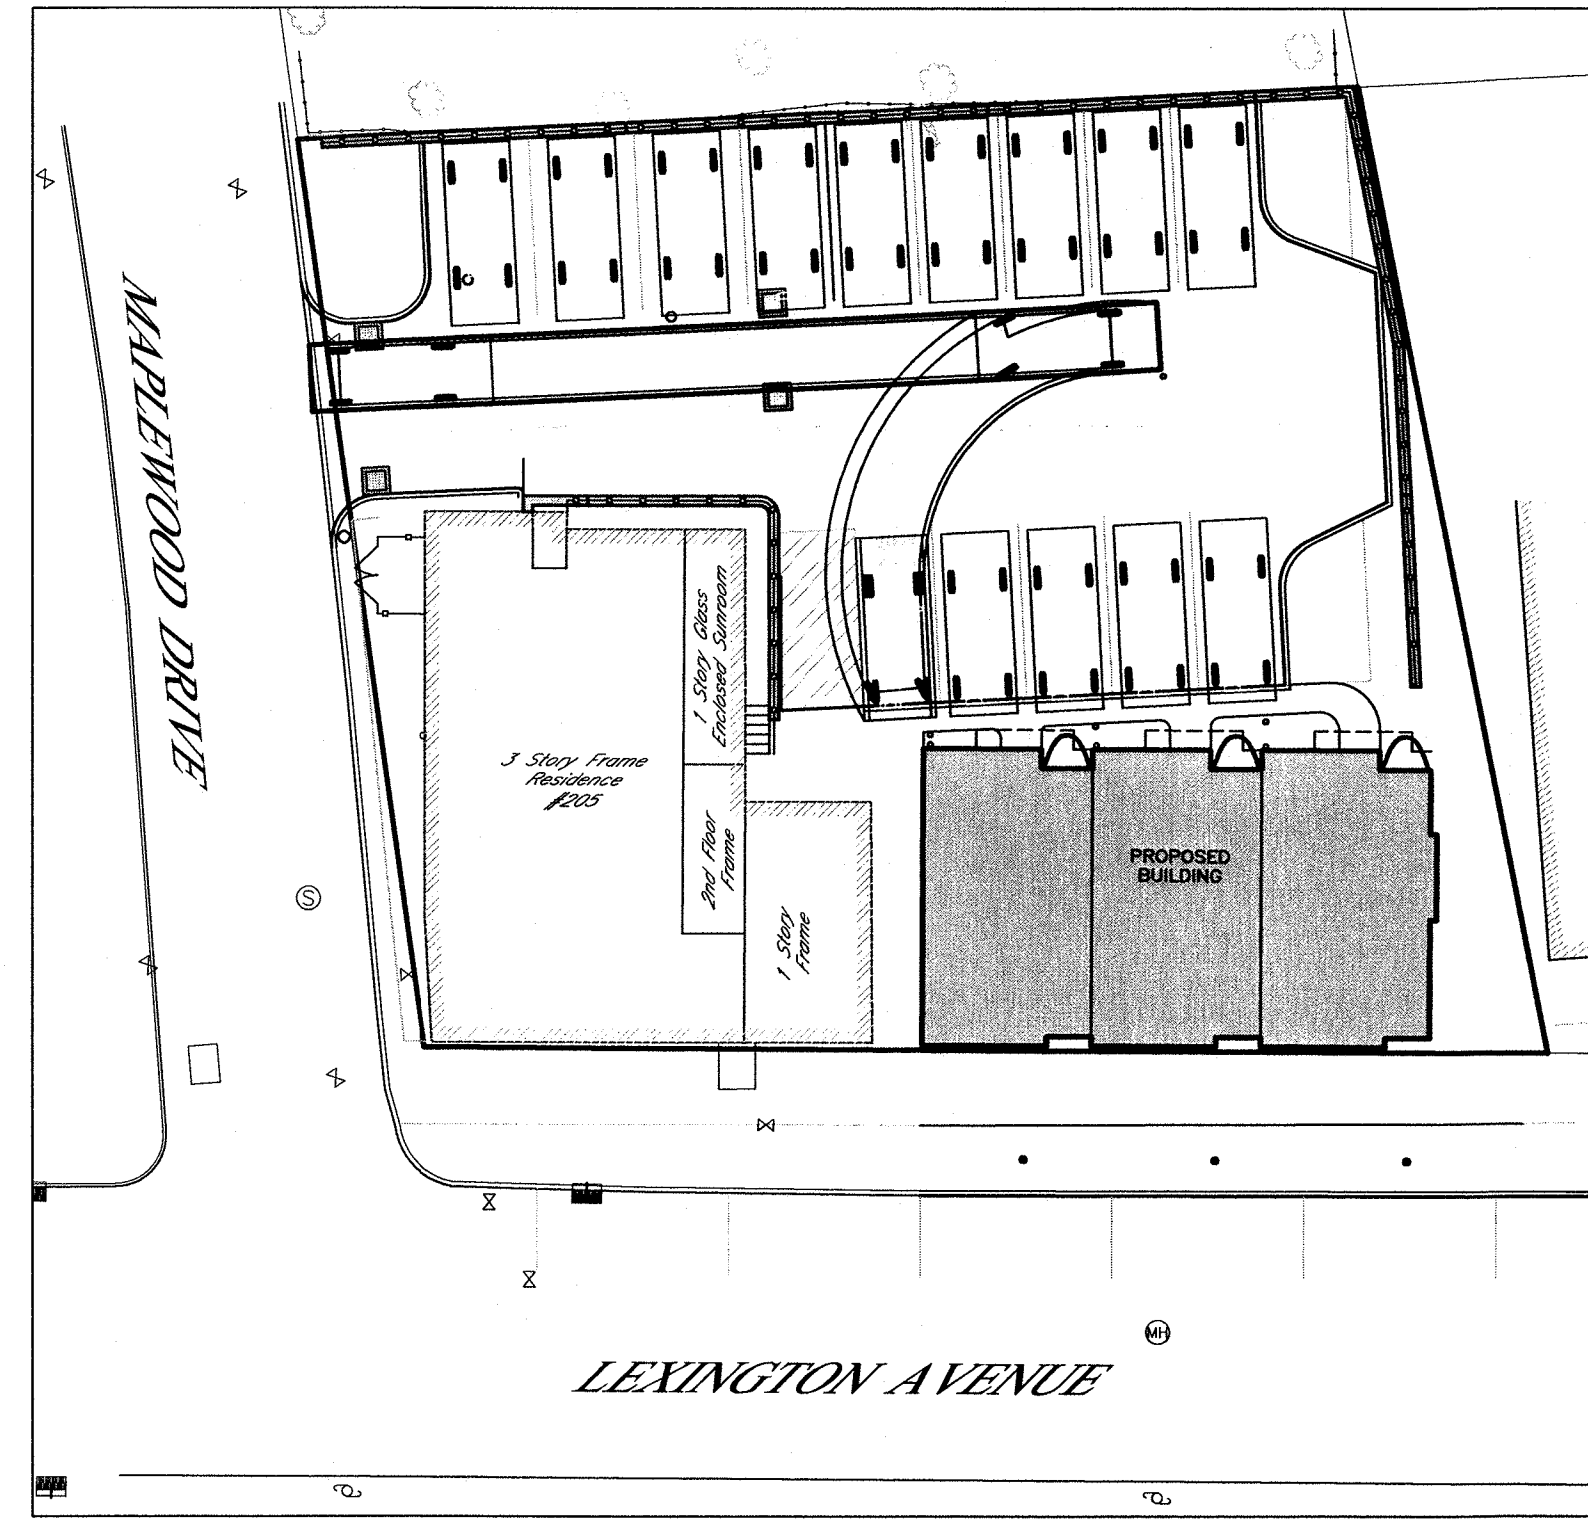 MAPLEWOOD DRIVE
1 Story Glass
Enclosed Sunroom
3 Story Frame
Residence
#205
2nd Floor
Frame
1 Story
Frame
PROPOSED
BUILDING
S
MH
LEXINGTON AVENUE